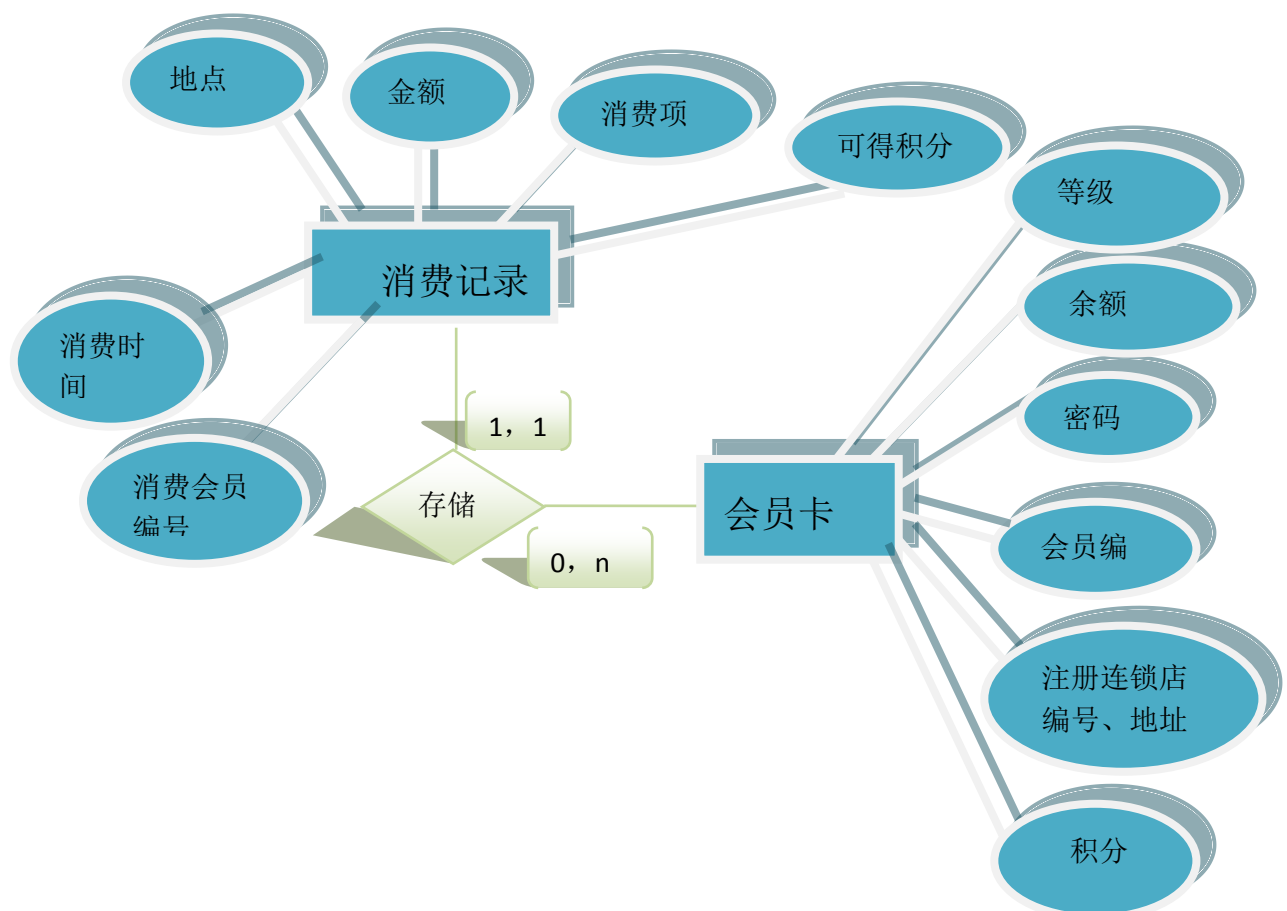 地点
金额
消费项
可得积分
等级
消费记录
余额
消费时
间
密码
1，1
消费会员
编号
存储
会员卡
0，n
会员编
注册连锁店
编号、地址
积分